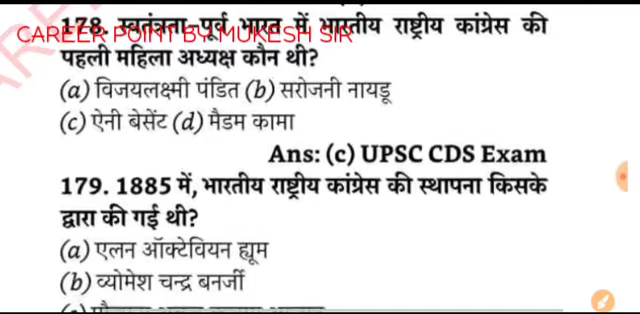 178. स्वतंत्रता-पूर्व भारत में भारतीय राष्ट्रीय कांग्रेस की
CAREER POINT BY MUKESH SIR
पहली महिला अध्यक्ष कौन थी?
(a) विजयलक्ष्मी पंडित (b) सरोजनी नायडू
(c) ऐनी बेसेंट (d) मैडम कामा
Ans: (c) UPSC CDS Exam
179. 1885 में, भारतीय राष्ट्रीय कांग्रेस की स्थापना किसके
द्वारा की गई थी?
(a) एलन ऑक्टेवियन ह्यूम
(b) व्योमेश चन्द्र बनर्जी